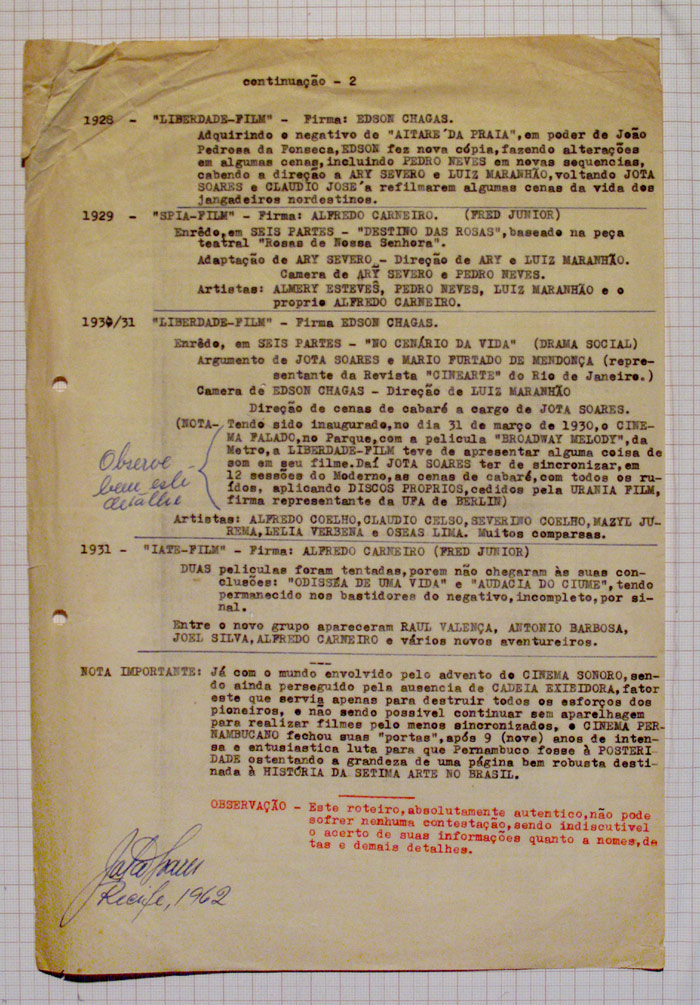 continuação - 2
1928 - "LIBERDADE-FILM" - Firma: EDSON CHAGAS.
Adquirindo o negativo de "AITARÉ DA PRAIA", em poder de João
Pedrosa da Fonseca, EDSON fez nova cópia, fazendo alterações
em algumas cenas, incluindo PEDRO NEVES em novas sequencias,
cabendo a direção a ARY SEVERO e LUIZ MARANHÃO, voltando JOTA
SOARES e CLAUDIO JOSÉ a refilmarem algumas cenas da vida dos
jangadeiros nordestinos.
1929 - "SPIA-FILM" - Firma: ALFREDO CARNEIRO. (FRED JUNIOR)
Enrêdo, em SEIS PARTES - "DESTINO DAS ROSAS", baseado na peça
teatral "Rosas de Nossa Senhora".
Adaptação de ARY SEVERO - Direção de ARY e LUIZ MARANHÃO.
Camera de ARY SEVERO e PEDRO NEVES.
Artistas: ALMERY ESTEVES, PEDRO NEVES, LUIZ MARANHÃO e o
proprio ALFREDO CARNEIRO.
1930/31 "LIBERDADE-FILM" - Firma EDSON CHAGAS.
Enrêdo, em SEIS PARTES - "NO CENÁRIO DA VIDA" (DRAMA SOCIAL)
Argumento de JOTA SOARES e MARIO FURTADO DE MENDONÇA (repre-
sentante da Revista "CINEARTE" do Rio de Janeiro.)
Camera de EDSON CHAGAS - Direção de LUIZ MARANHÃO
Direção de cenas de cabaré a cargo de JOTA SOARES.
(NOTA- Tendo sido inaugurado, no dia 31 de março de 1930, o CINE-
MA FALADO, no Parque, com a pelicula "BROADWAY MELODY", da
Metro, a LIBERDADE-FILM teve de apresentar alguma coisa de
som em seu filme. Daí JOTA SOARES ter de sincronizar, em
12 sessões do Moderno, as cenas de cabaré, com todos os ru-
ídos, aplicando DISCOS PROPRIOS, cedidos pela URANIA FILM,
firma representante da UFA de BERLIN)
Observe
bem este
detalhe
Artistas: ALFREDO COELHO, CLAUDIO CELSO, SEVERINO COELHO, MAZYL JU-
REMA, LELIA VERBENA e OSEAS LIMA. Muitos comparsas.
1931 - "IATE-FILM" - Firma: ALFREDO CARNEIRO (FRED JUNIOR)
DUAS peliculas foram tentadas, porem não chegaram às suas con-
clusões: "ODISSÉA DE UMA VIDA" e "AUDACIA DO CIUME", tendo
permanecido nos bastidores do negativo, incompleto, por si-
nal.
Entre o novo grupo apareceram RAUL VALENÇA, ANTONIO BARBOSA,
JOEL SILVA, ALFREDO CARNEIRO e vários novos aventureiros.
NOTA IMPORTANTE: Já com o mundo envolvido pelo advento do CINEMA SONORO, sen-
do ainda perseguido pela ausencia de CADEIA EXIBIDORA, fator
este que servia apenas para destruir todos os esforços dos
pioneiros, e não sendo possivel continuar sem aparelhagem
para realizar filmes pelo menos sincronizados, o CINEMA PER-
NAMBUCANO fechou suas "portas", após 9 (nove) anos de inten-
sa e entusiastica luta para que Pernambuco fosse à POSTERI
DADE ostentando a grandeza de uma página bem robusta desti-
nada à HISTÓRIA DA SETIMA ARTE NO BRASIL.
OBSERVAÇÃO - Este roteiro, absolutamente autentico, não pode
sofrer nenhuma contestação, sendo indiscutivel
o acerto de suas informações quanto a nomes, da
tas e demais detalhes.
Jota Soares
Recife, 1962